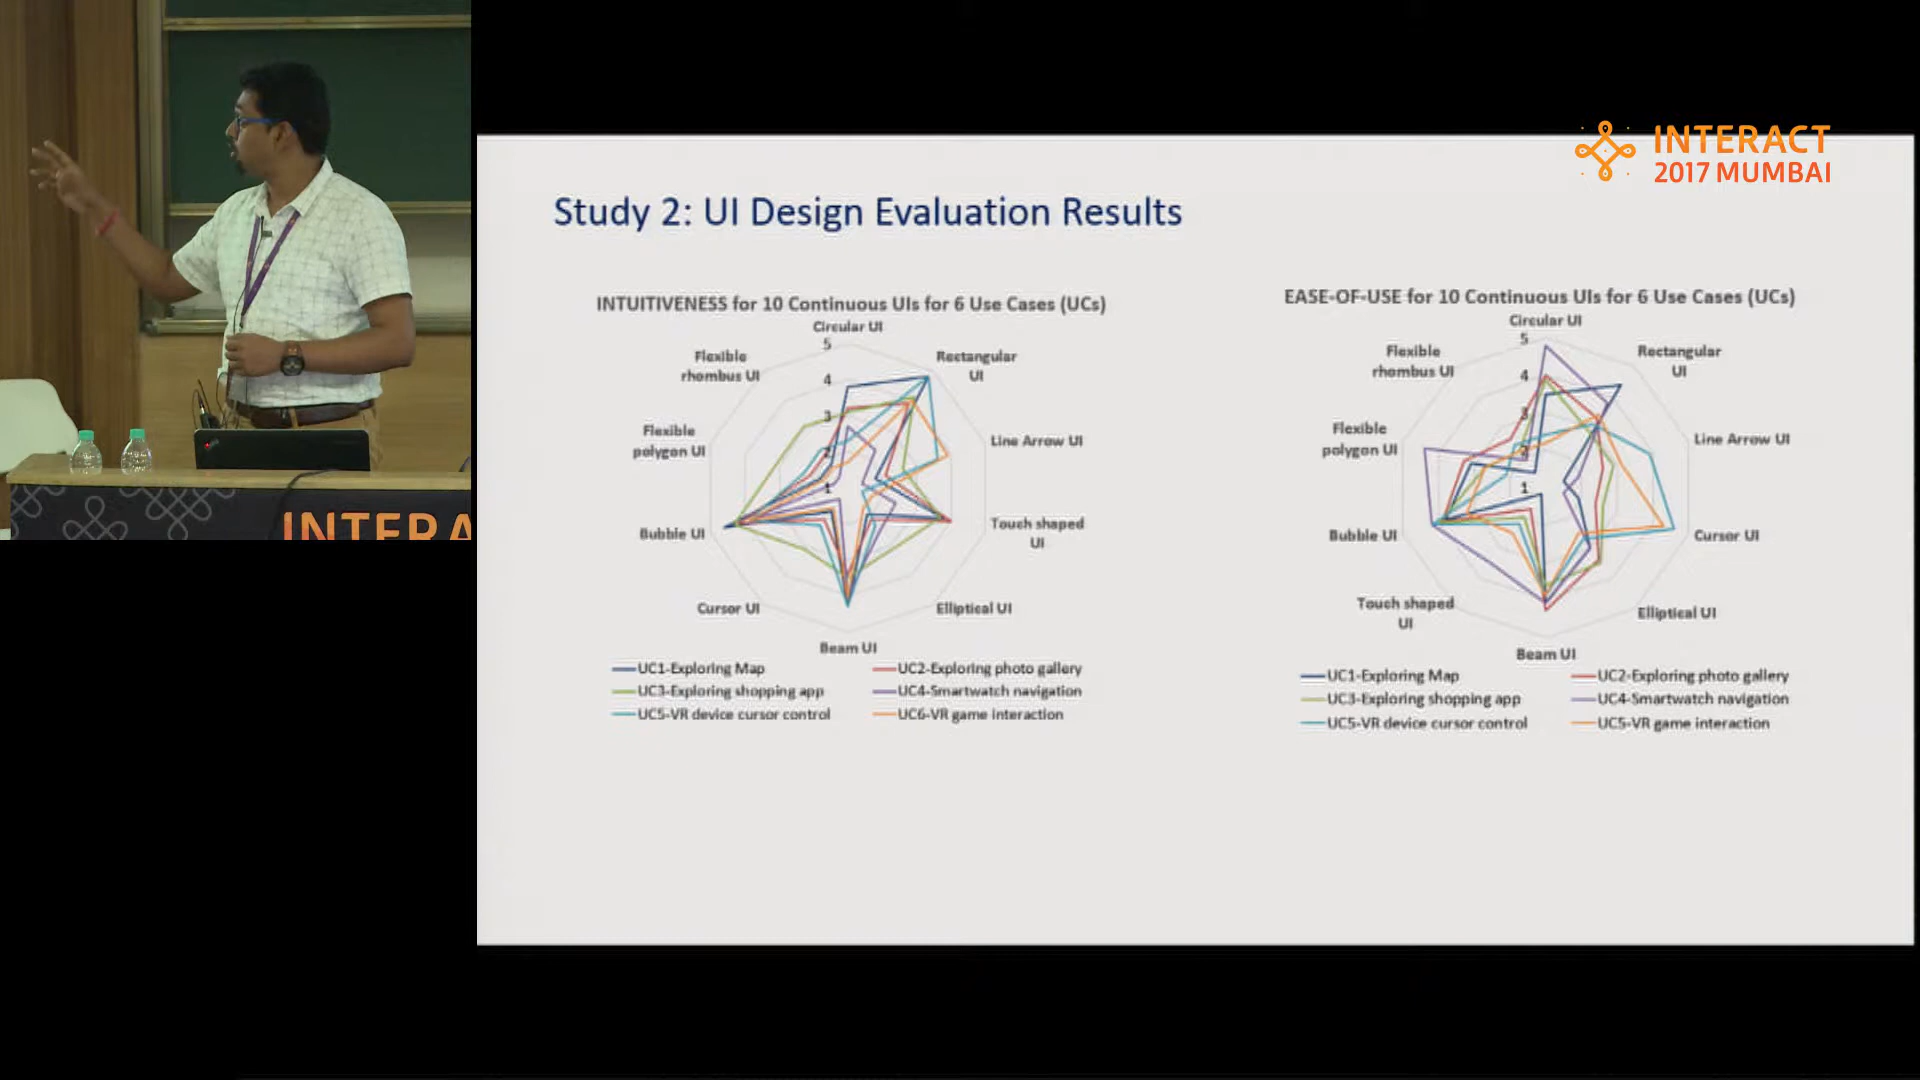 INTERACT
2017 MUMBAI
Study 2: UI Design Evaluation Results
INTUITIVENESS for 10 Continuous UIs for 6 Use Cases (UCs)
Circular UI
Rectangular
UI
Line Arrow UI
Touch shaped
UI
Elliptical UI
Beam UI
Cursor UI
Bubble UI
Flexible
polygon UI
Flexible
rhombus UI
5
4
3
2
1
UC1-Exploring Map
UC2-Exploring photo gallery
UC3-Exploring shopping app
UC4-Smartwatch navigation
UC5-VR device cursor control
UC6-VR game interaction
EASE-OF-USE for 10 Continuous UIs for 6 Use Cases (UCs)
Circular UI
Rectangular
UI
Line Arrow UI
Cursor UI
Elliptical UI
Beam UI
Touch shaped
UI
Bubble UI
Flexible
polygon UI
Flexible
rhombus UI
5
4
3
2
1
UC1-Exploring Map
UC2-Exploring photo gallery
UC3-Exploring shopping app
UC4-Smartwatch navigation
UC5-VR device cursor control
UC5-VR game interaction
INTERA